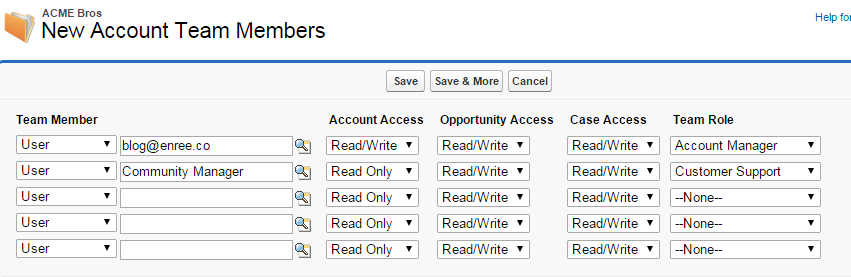 ACME Bros
New Account Team Members
Help for
Save Save & More Cancel
Team Member Account Access Opportunity Access Case Access Team Role
User blog@enree.co Read/Write Read/Write Read/Write Account Manager
User Community Manager Read Only Read/Write Read/Write Customer Support
User Read Only Read/Write Read/Write --None--
User Read Only Read/Write Read/Write --None--
User Read Only Read/Write Read/Write --None--